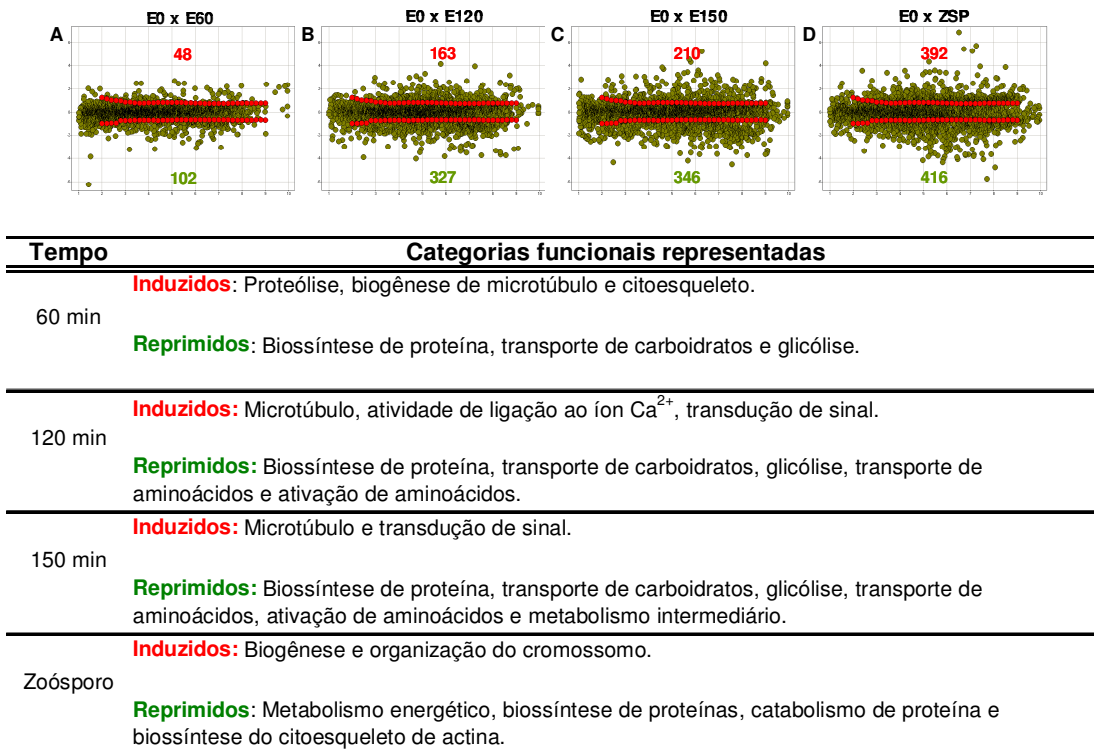 E0 x E60 E0 x E120 E0 x E150 E0 x ZSP
A B C D
48 163 210 392
102 327 346 416
Tempo Categorias funcionais representadas
Induzidos: Proteólise, biogênese de microtúbulo e citoesqueleto.
60 min
Reprimidos: Biossíntese de proteína, transporte de carboidratos e glicólise.
Induzidos: Microtúbulo, atividade de ligação ao íon Ca2+, transdução de sinal.
120 min
Reprimidos: Biossíntese de proteína, transporte de carboidratos, glicólise, transporte de
aminoácidos e ativação de aminoácidos.
Induzidos: Microtúbulo e transdução de sinal.
150 min
Reprimidos: Biossíntese de proteína, transporte de carboidratos, glicólise, transporte de
aminoácidos, ativação de aminoácidos e metabolismo intermediário.
Induzidos: Biogênese e organização do cromossomo.
Zoósporo
Reprimidos: Metabolismo energético, biossíntese de proteínas, catabolismo de proteína e
biossíntese do citoesqueleto de actina.